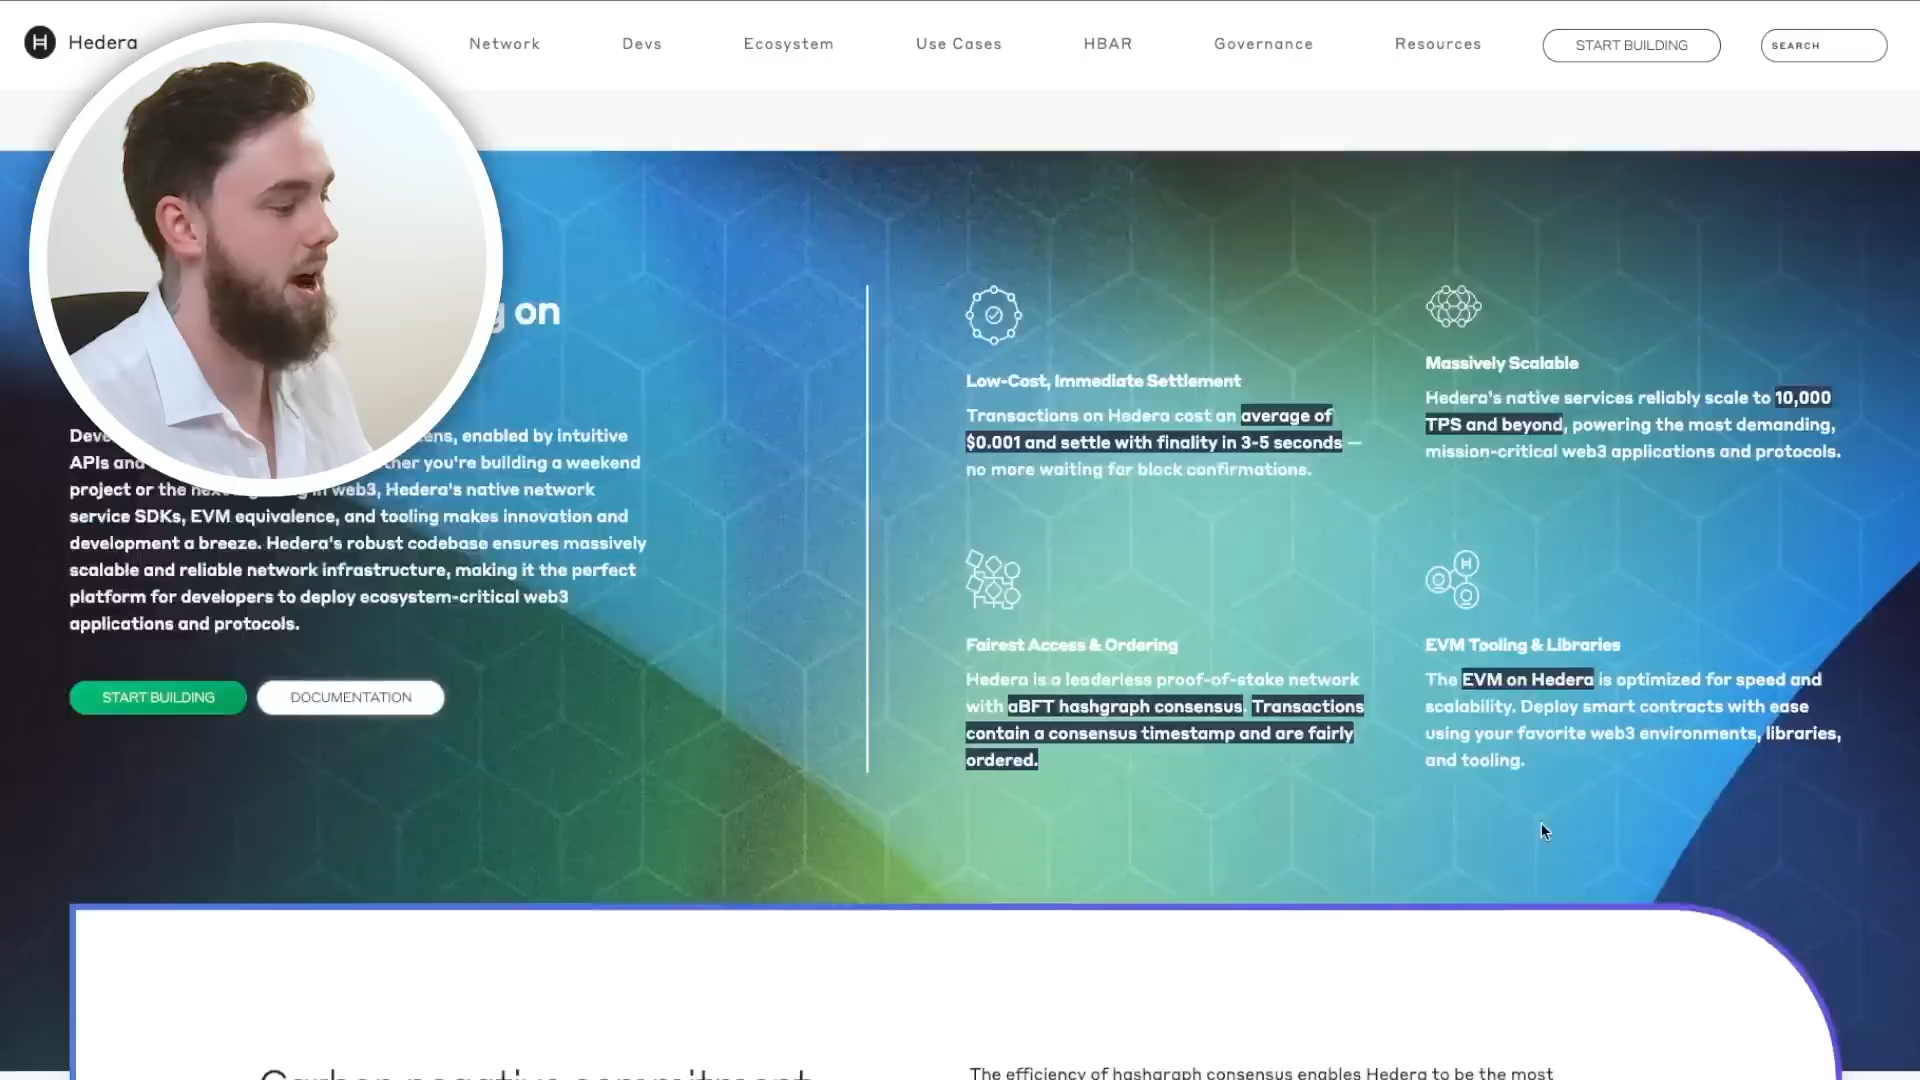 Hedera
Network
Devs
Ecosystem
Use Cases
HBAR
Governance
Resources
START BUILDING
SEARCH
on
ens, enabled by intuitive
APIs and her you're building a weekend
project or the in web3, Hedera's native network
service SDKs, EVM equivalence, and tooling makes innovation and
development a breeze. Hedera's robust codebase ensures massively
scalable and reliable network infrastructure, making it the perfect
platform for developers to deploy ecosystem-critical web3
applications and protocols.
START BUILDING
DOCUMENTATION
Low-Cost, Immediate Settlement
Transactions on Hedera cost an average of
$0.001 and settle with finality in 3-5 seconds —
no more waiting for block confirmations.
Massively Scalable
Hedera's native services reliably scale to 10,000
TPS and beyond, powering the most demanding,
mission-critical web3 applications and protocols.
Fairest Access & Ordering
Hedera is a leaderless proof-of-stake network
with aBFT hashgraph consensus. Transactions
contain a consensus timestamp and are fairly
ordered.
EVM Tooling & Libraries
The EVM on Hedera is optimized for speed and
scalability. Deploy smart contracts with ease
using your favorite web3 environments, libraries,
and tooling.
Carbon negative commitment
The efficiency of hashgraph consensus enables Hedera to be the most